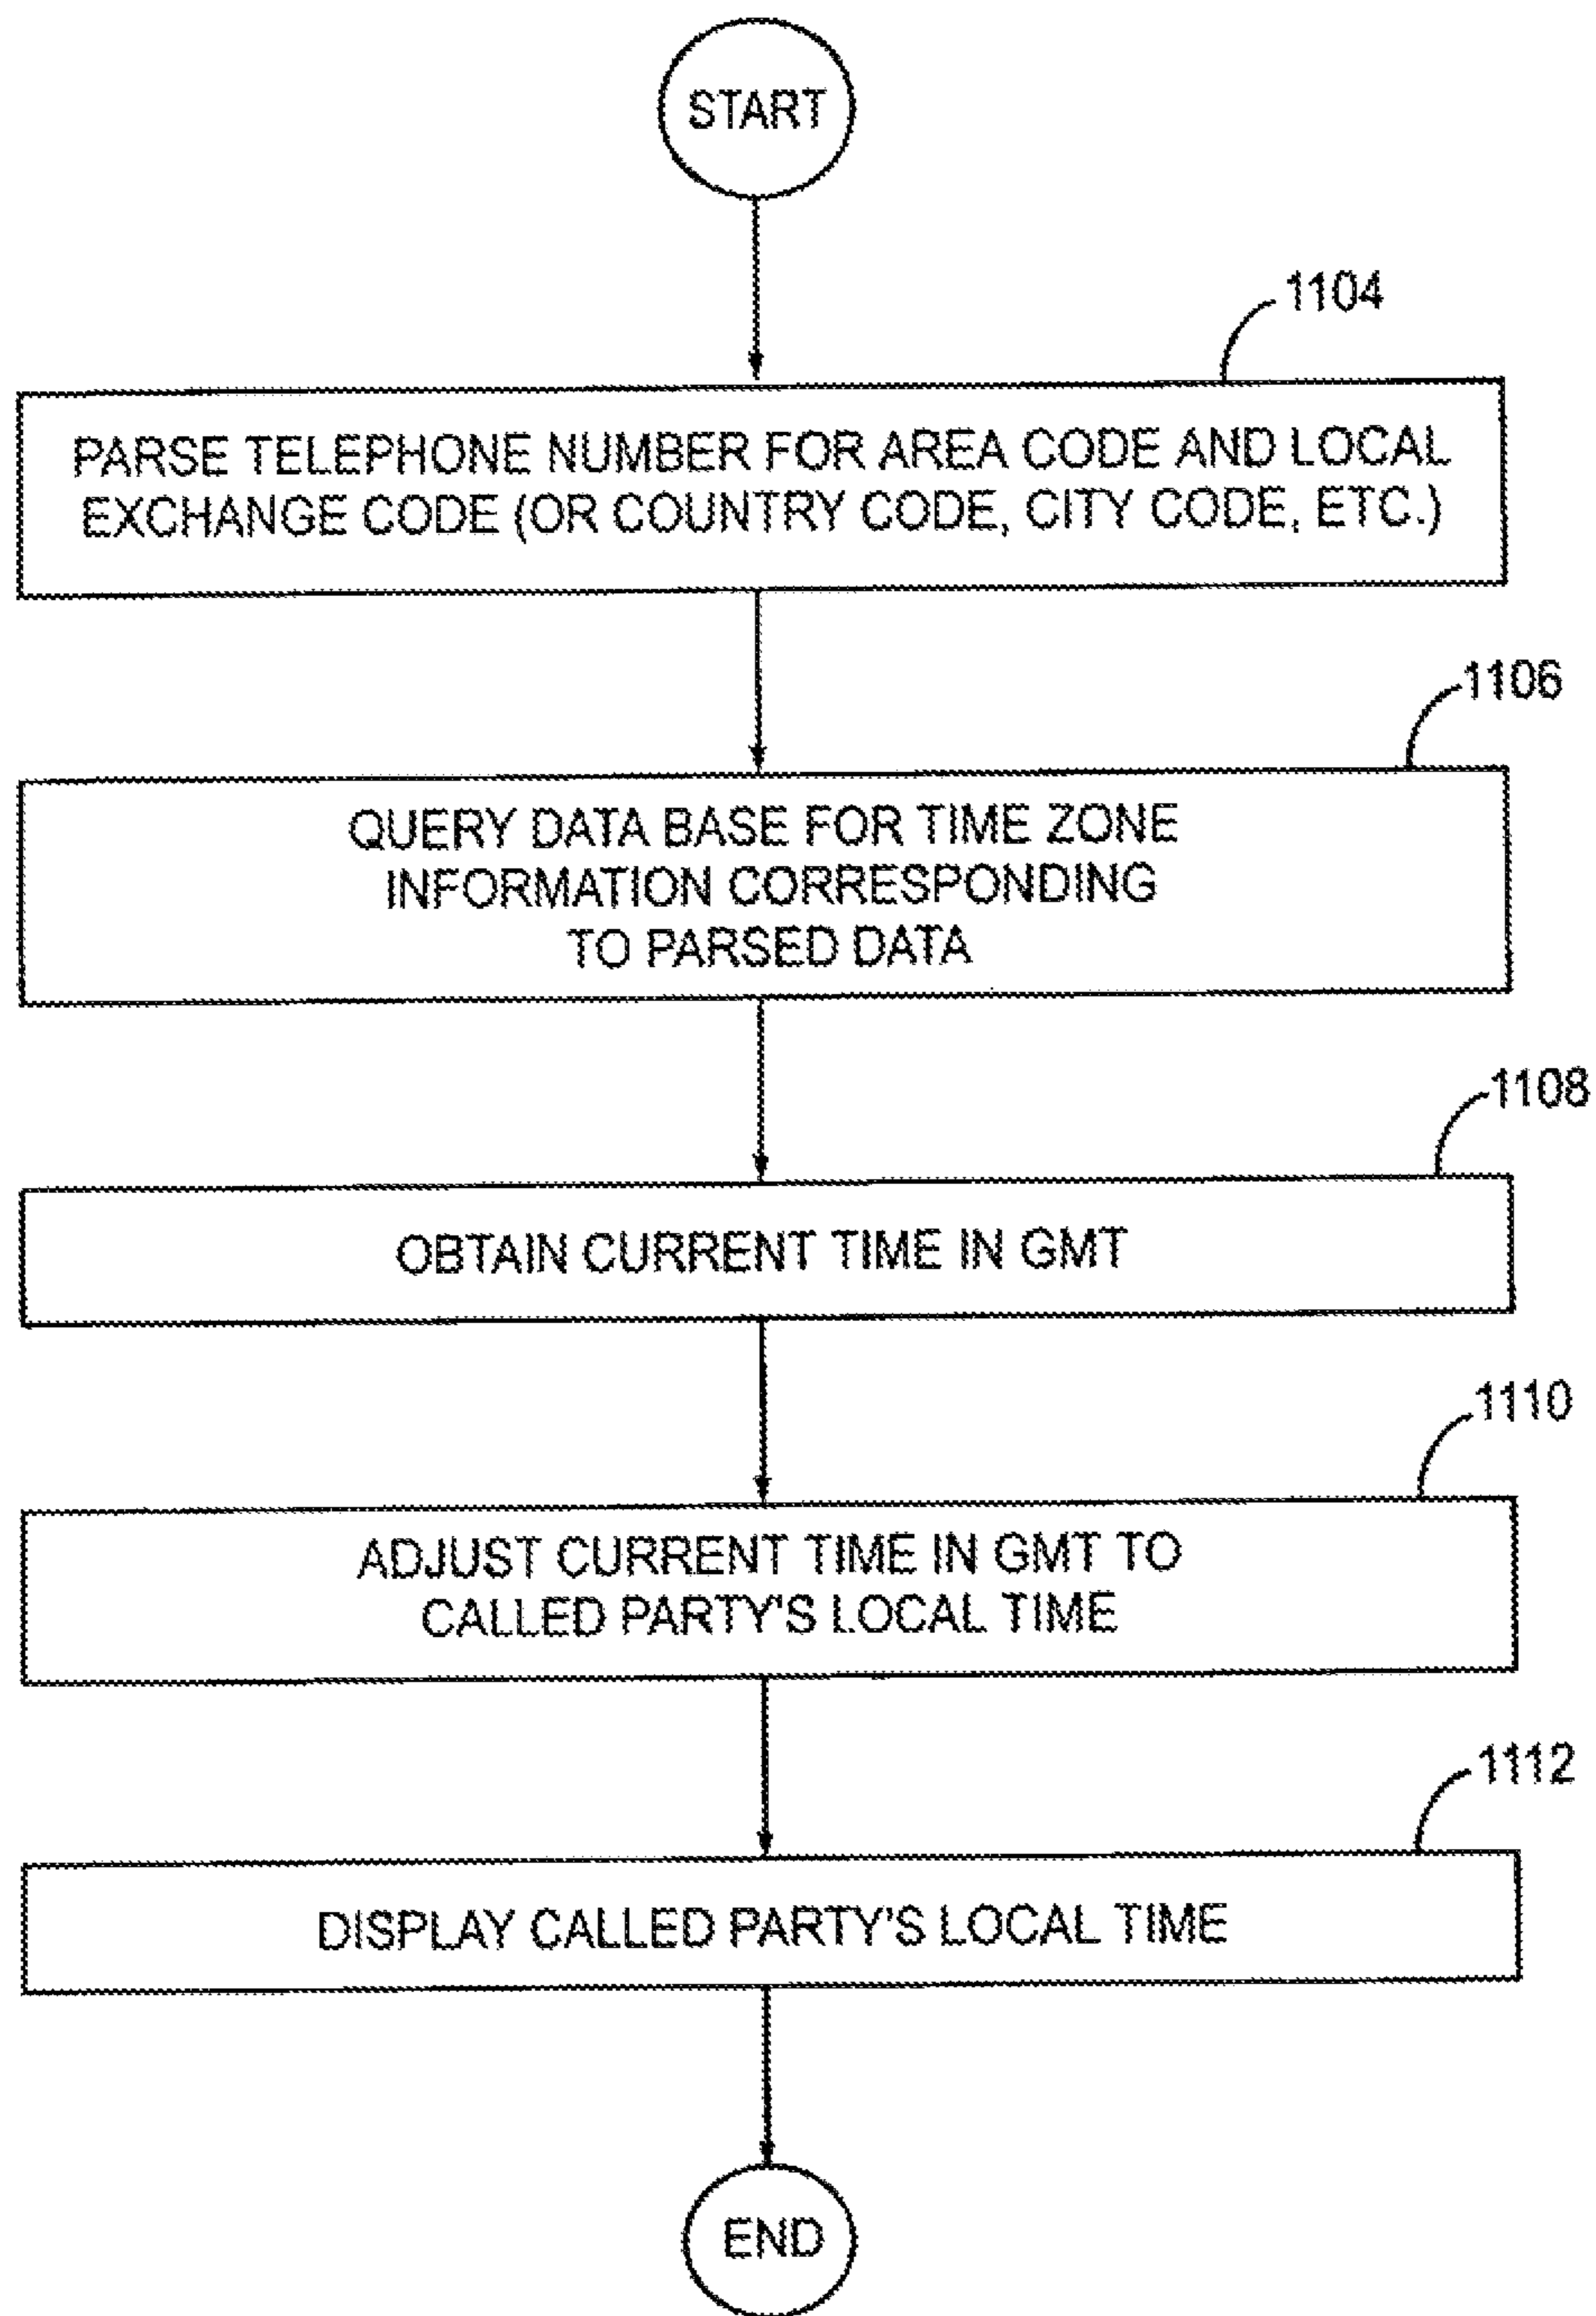 START
1104
PARSE TELEPHONE NUMBER FOR AREA CODE AND LOCAL
EXCHANGE CODE (OR COUNTRY CODE, CITY CODE, ETC.)
1106
QUERY DATA BASE FOR TIME ZONE
INFORMATION CORRESPONDING
TO PARSED DATA
1108
OBTAIN CURRENT TIME IN GMT
1110
ADJUST CURRENT TIME IN GMT TO
CALLED PARTY'S LOCAL TIME
1112
DISPLAY CALLED PARTY'S LOCAL TIME
END